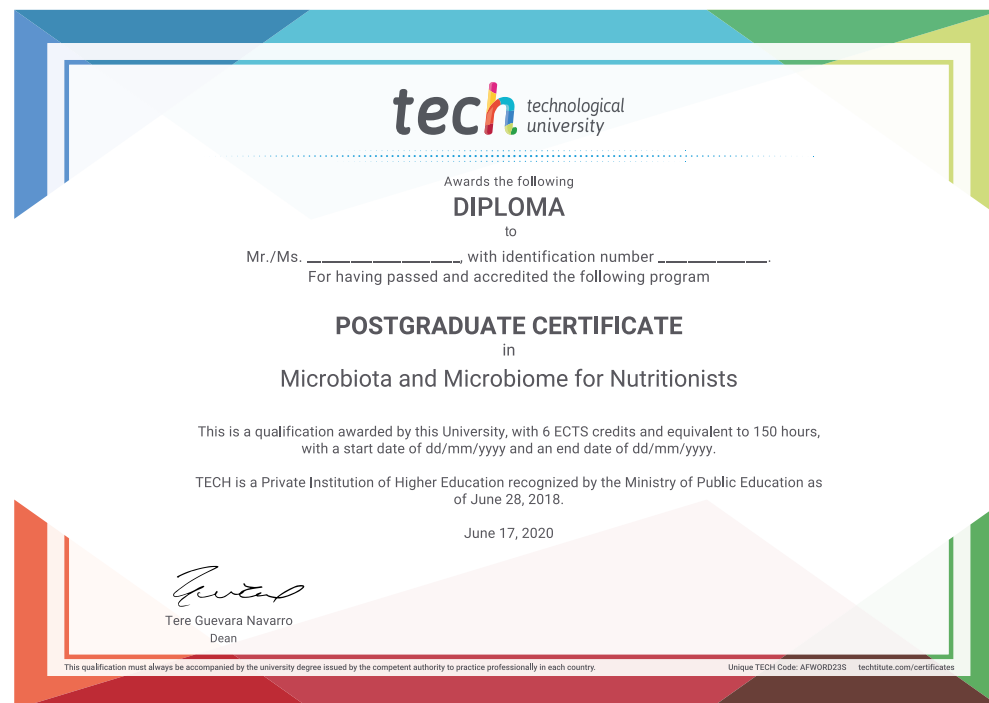 tech technological
university
Awards the following
DIPLOMA
to
Mr./Ms. ____________________, with identification number ______________.
For having passed and accredited the following program
POSTGRADUATE CERTIFICATE
in
Microbiota and Microbiome for Nutritionists
This is a qualification awarded by this University, with 6 ECTS credits and equivalent to 150 hours,
with a start date of dd/mm/yyyy and an end date of dd/mm/yyyy.
TECH is a Private Institution of Higher Education recognized by the Ministry of Public Education as
of June 28, 2018.
June 17, 2020
Tere Guevara Navarro
Dean
This qualification must always be accompanied by the university degree issued by the competent authority to practice professionally in each country.
Unique TECH Code: AFWORD23S techtitute.com/certificates